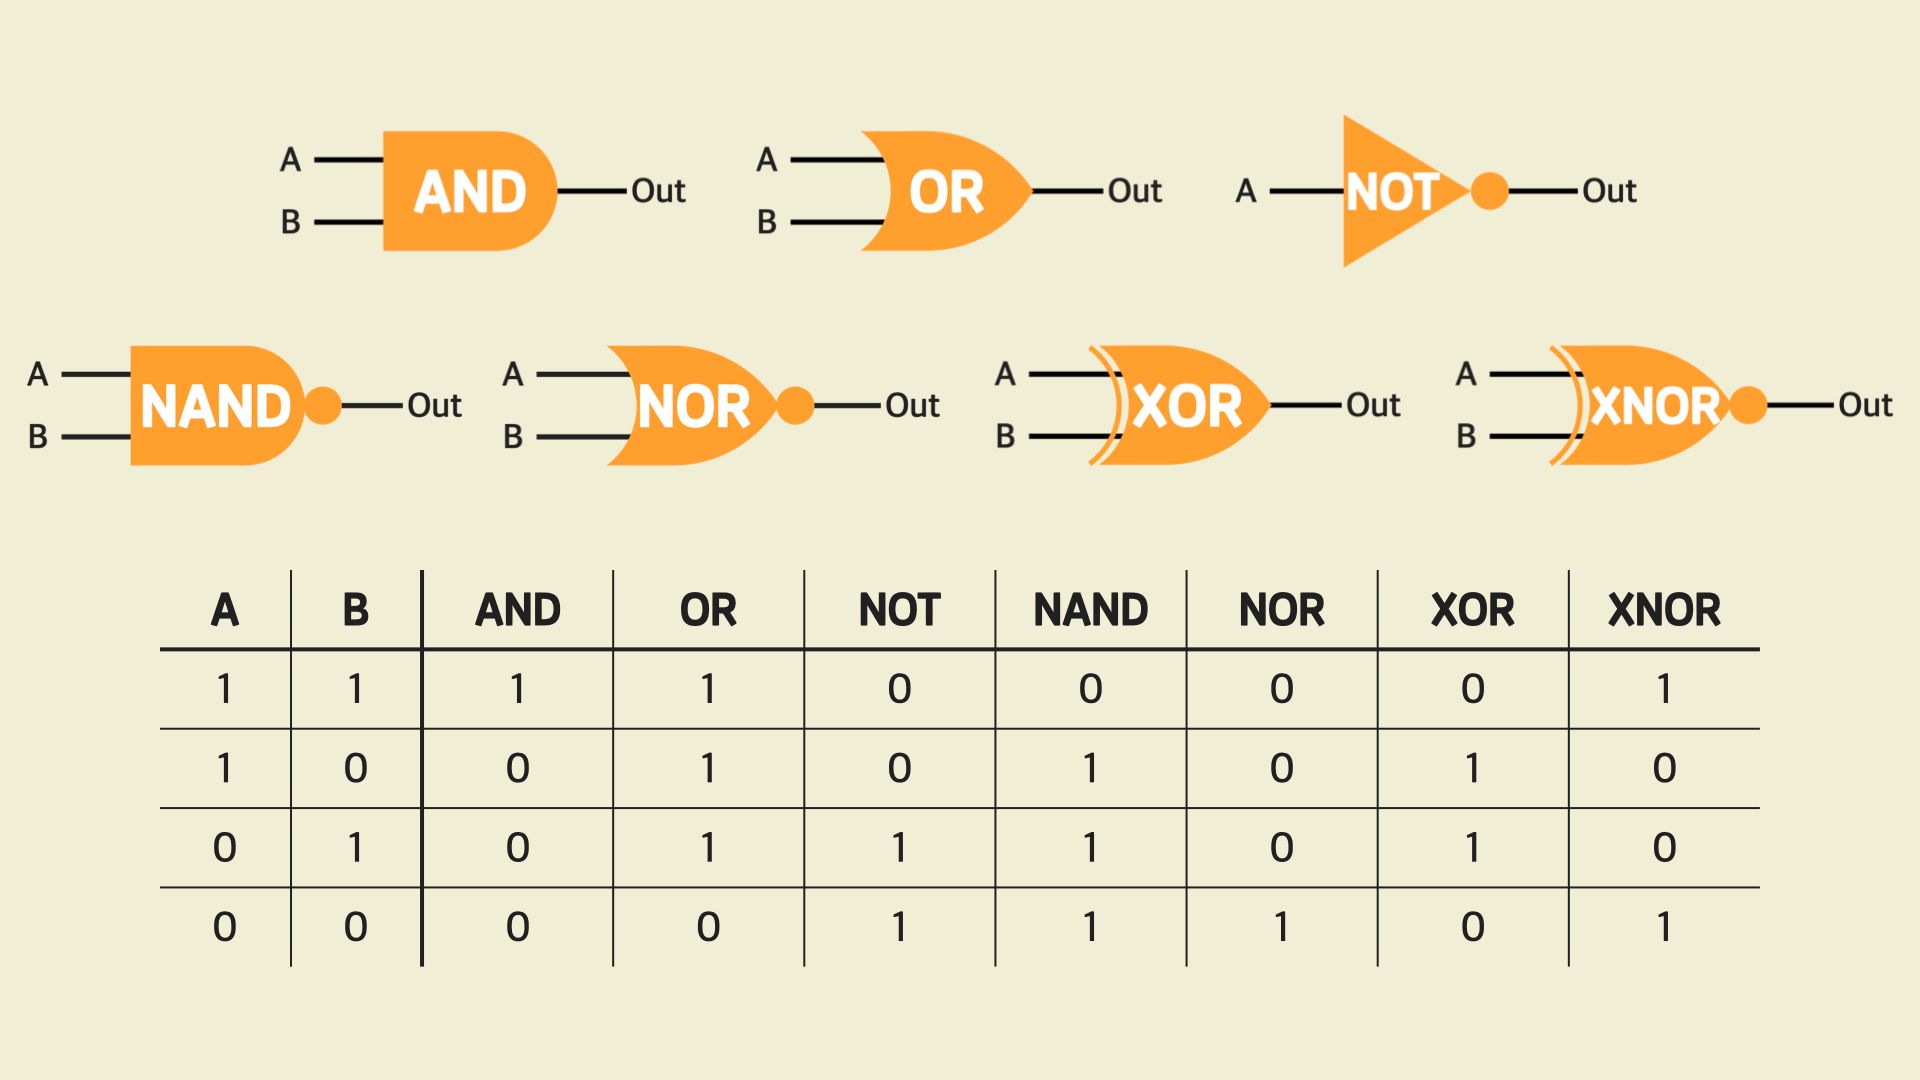 A AND Out
B
A OR Out
B
A NOT Out
A NAND Out
B
A NOR Out
B
A XOR Out
B
A XNOR Out
B
A B AND OR NOT NAND NOR XOR XNOR
1 1 1 1 0 0 0 0 1
1 0 0 1 0 1 0 1 0
0 1 0 1 1 1 0 1 0
0 0 0 0 1 1 1 0 1